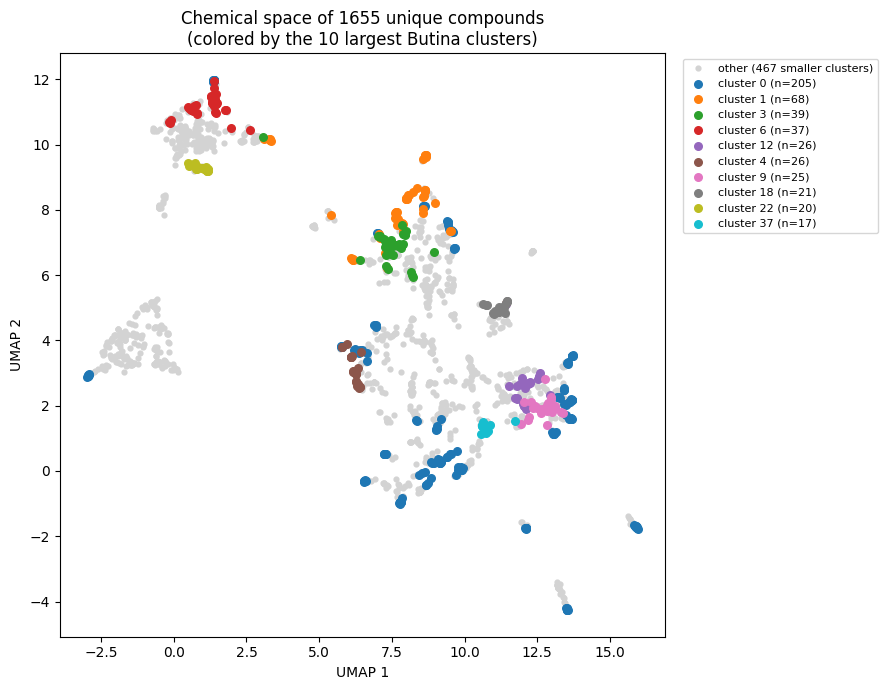 Chemical space of 1655 unique compounds
(colored by the 10 largest Butina clusters)
other (467 smaller clusters)
cluster 0 (n=205)
cluster 1 (n=68)
cluster 3 (n=39)
cluster 6 (n=37)
cluster 12 (n=26)
cluster 4 (n=26)
cluster 9 (n=25)
cluster 18 (n=21)
cluster 22 (n=20)
cluster 37 (n=17)
UMAP 2
12
10
8
6
4
2
0
−2
−4
−2.5 0.0 2.5 5.0 7.5 10.0 12.5 15.0
UMAP 1